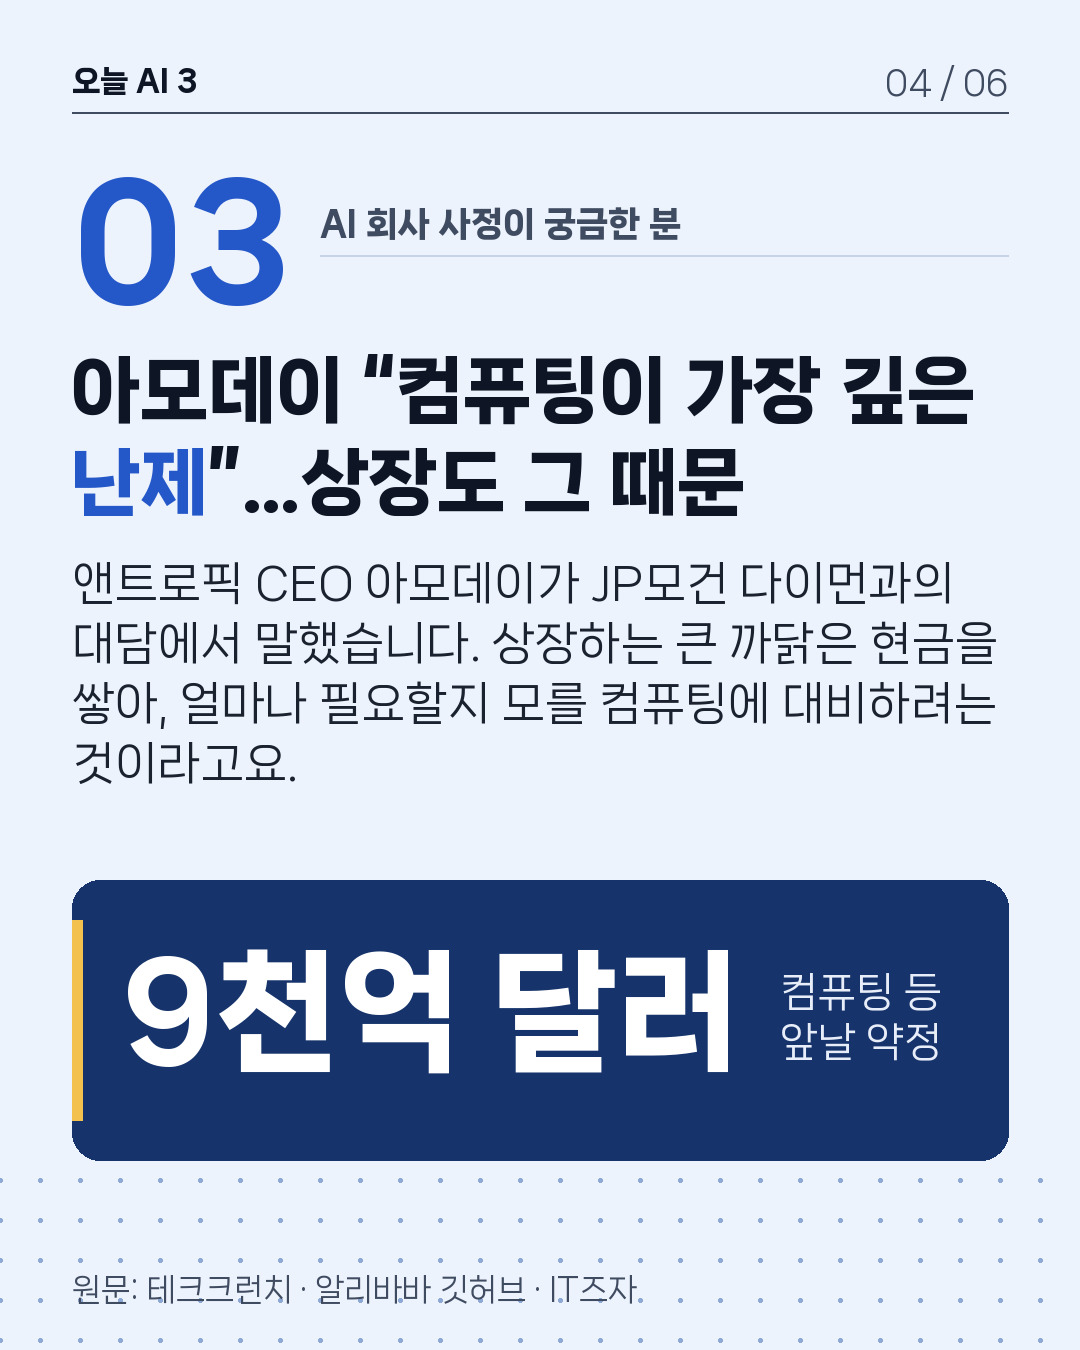 오늘 AI 3
04 / 06
03
AI 회사 사정이 궁금한 분
아모데이 “컴퓨팅이 가장 깊은
난제”…상장도 그 때문
앤트로픽 CEO 아모데이가 JP모건 다이먼과의
대담에서 말했습니다. 상장하는 큰 까닭은 현금을
쌓아, 얼마나 필요할지 모를 컴퓨팅에 대비하려는
것이라고요.
9천억 달러
컴퓨팅 등
앞날 약정
원문: 테크크런치 · 알리바바 깃허브 · IT즈자